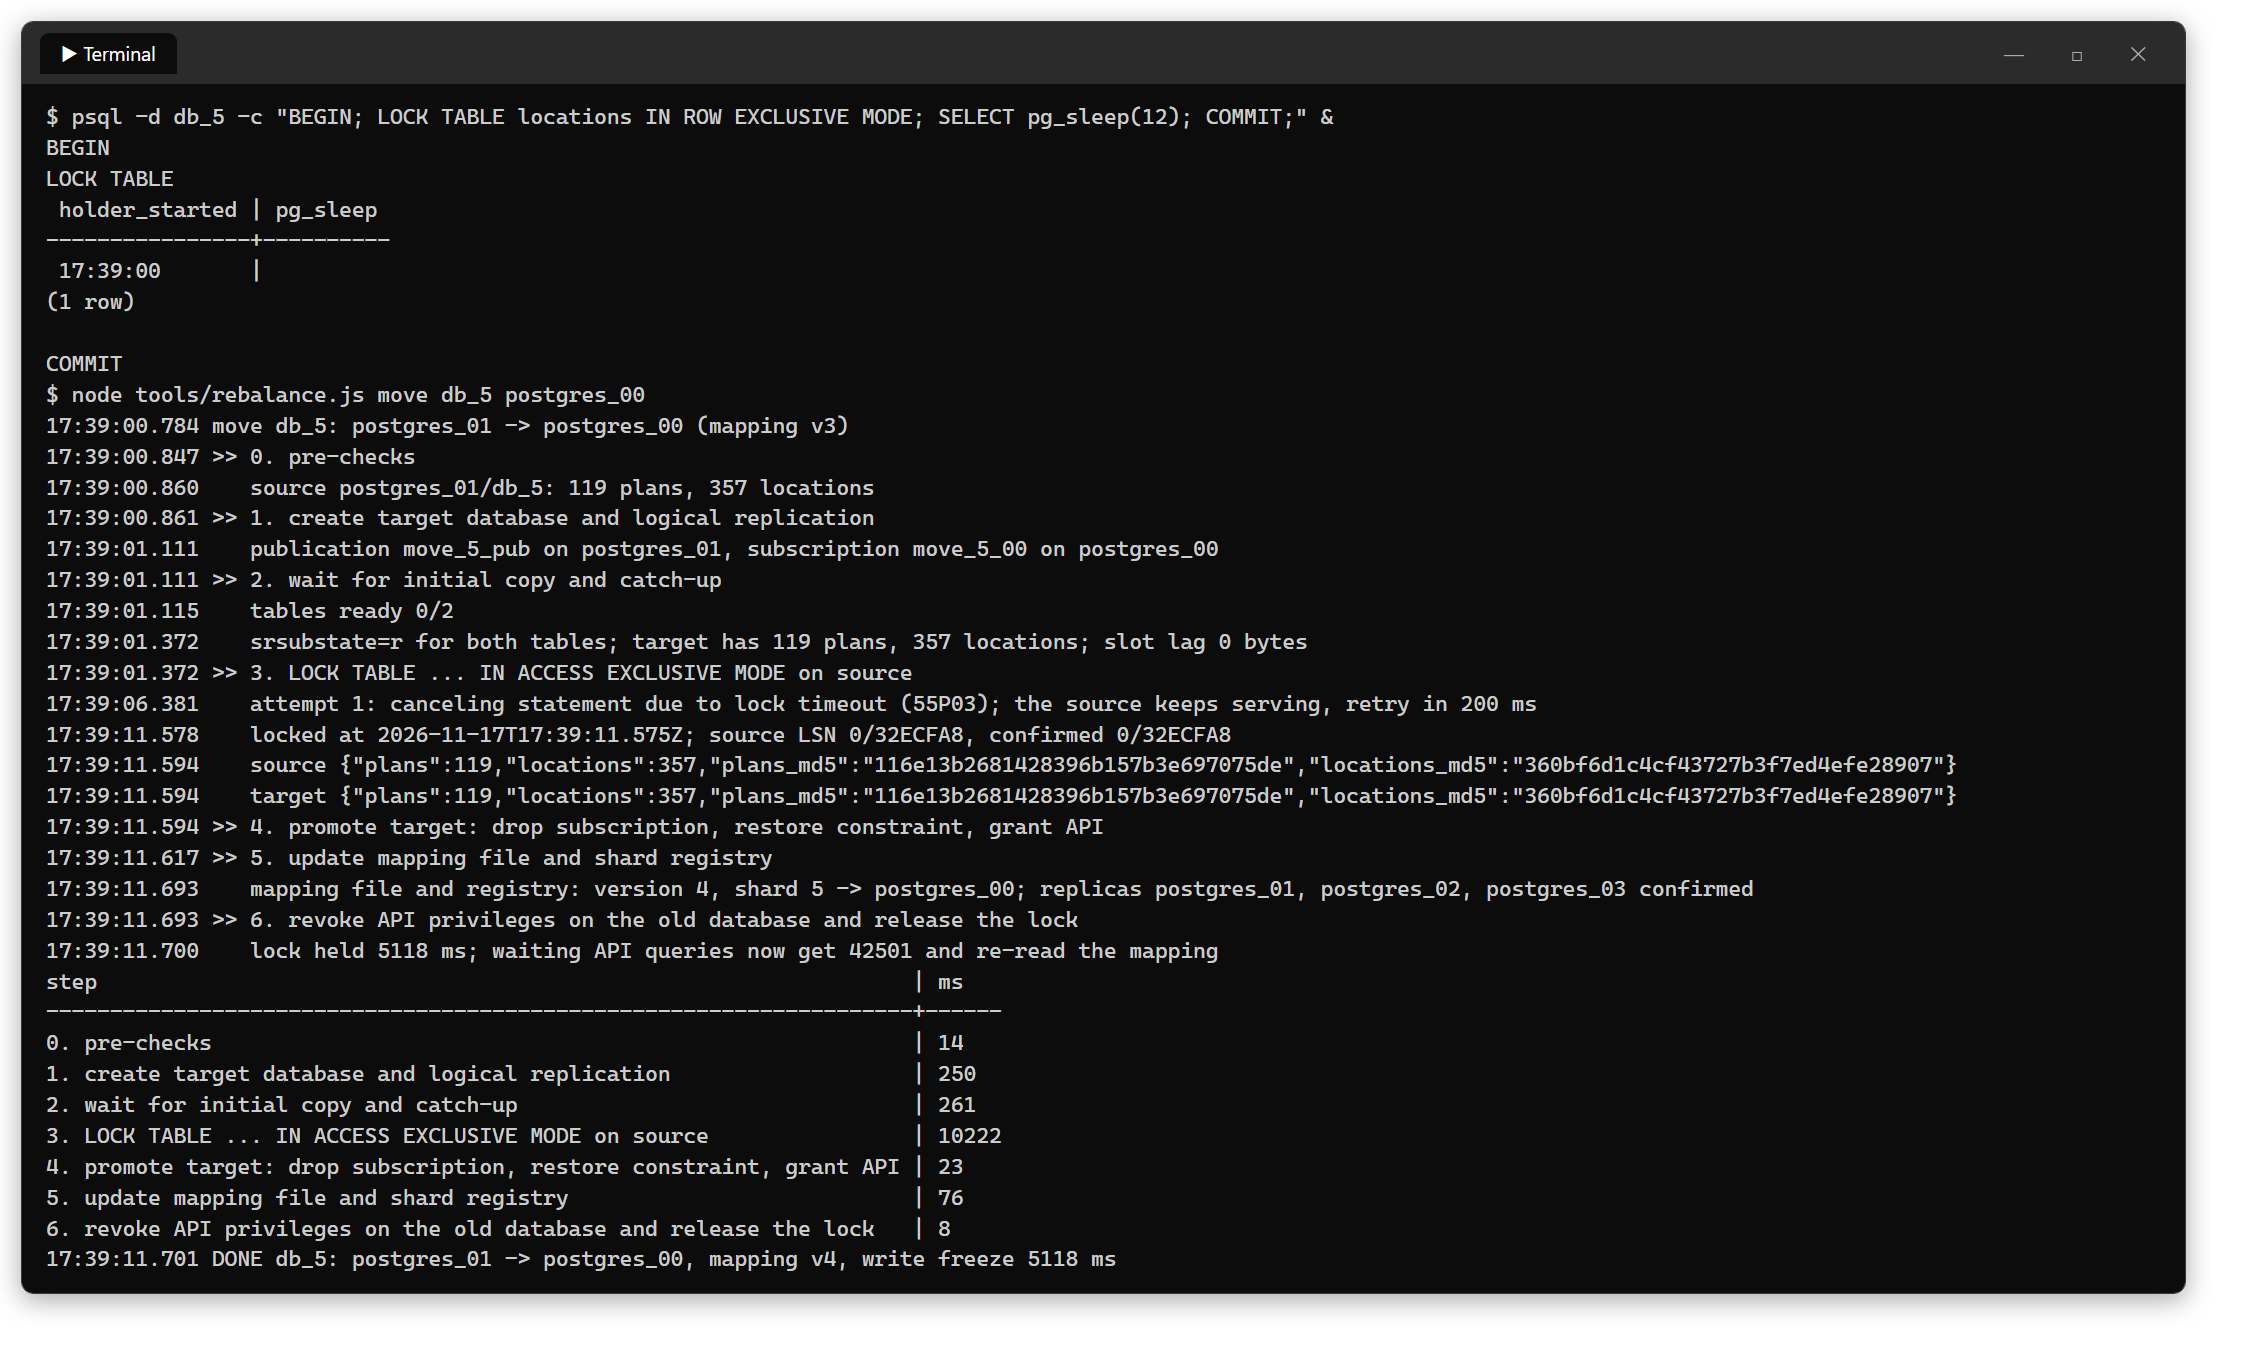 ▶ Terminal
$ psql -d db_5 -c "BEGIN; LOCK TABLE locations IN ROW EXCLUSIVE MODE; SELECT pg_sleep(12); COMMIT;" &
BEGIN
LOCK TABLE
 holder_started | pg_sleep
----------------+----------
 17:39:00       |
(1 row)

COMMIT
$ node tools/rebalance.js move db_5 postgres_00
17:39:00.784 move db_5: postgres_01 -> postgres_00 (mapping v3)
17:39:00.847 >> 0. pre-checks
17:39:00.860    source postgres_01/db_5: 119 plans, 357 locations
17:39:00.861 >> 1. create target database and logical replication
17:39:01.111    publication move_5_pub on postgres_01, subscription move_5_00 on postgres_00
17:39:01.111 >> 2. wait for initial copy and catch-up
17:39:01.115    tables ready 0/2
17:39:01.372    srsubstate=r for both tables; target has 119 plans, 357 locations; slot lag 0 bytes
17:39:01.372 >> 3. LOCK TABLE ... IN ACCESS EXCLUSIVE MODE on source
17:39:06.381    attempt 1: canceling statement due to lock timeout (55P03); the source keeps serving, retry in 200 ms
17:39:11.578    locked at 2026-11-17T17:39:11.575Z; source LSN 0/32ECFA8, confirmed 0/32ECFA8
17:39:11.594    source {"plans":119,"locations":357,"plans_md5":"116e13b2681428396b157b3e697075de","locations_md5":"360bf6d1c4cf43727b3f7ed4efe28907"}
17:39:11.594    target {"plans":119,"locations":357,"plans_md5":"116e13b2681428396b157b3e697075de","locations_md5":"360bf6d1c4cf43727b3f7ed4efe28907"}
17:39:11.594 >> 4. promote target: drop subscription, restore constraint, grant API
17:39:11.617 >> 5. update mapping file and shard registry
17:39:11.693    mapping file and registry: version 4, shard 5 -> postgres_00; replicas postgres_01, postgres_02, postgres_03 confirmed
17:39:11.693 >> 6. revoke API privileges on the old database and release the lock
17:39:11.700    lock held 5118 ms; waiting API queries now get 42501 and re-read the mapping
step                                                                | ms
--------------------------------------------------------------------+------
0. pre-checks                                                       | 14
1. create target database and logical replication                   | 250
2. wait for initial copy and catch-up                               | 261
3. LOCK TABLE ... IN ACCESS EXCLUSIVE MODE on source                | 10222
4. promote target: drop subscription, restore constraint, grant API | 23
5. update mapping file and shard registry                           | 76
6. revoke API privileges on the old database and release the lock   | 8
17:39:11.701 DONE db_5: postgres_01 -> postgres_00, mapping v4, write freeze 5118 ms